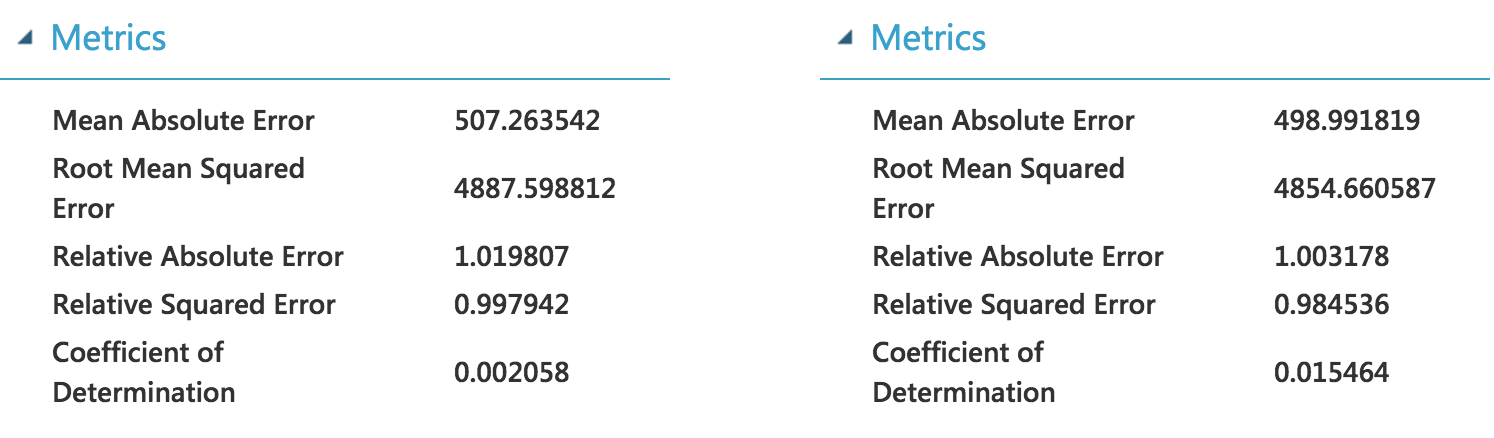 Metrics
Mean Absolute Error 507.263542
Root Mean Squared
Error 4887.598812
Relative Absolute Error 1.019807
Relative Squared Error 0.997942
Coefficient of
Determination 0.002058
Metrics
Mean Absolute Error 498.991819
Root Mean Squared
Error 4854.660587
Relative Absolute Error 1.003178
Relative Squared Error 0.984536
Coefficient of
Determination 0.015464